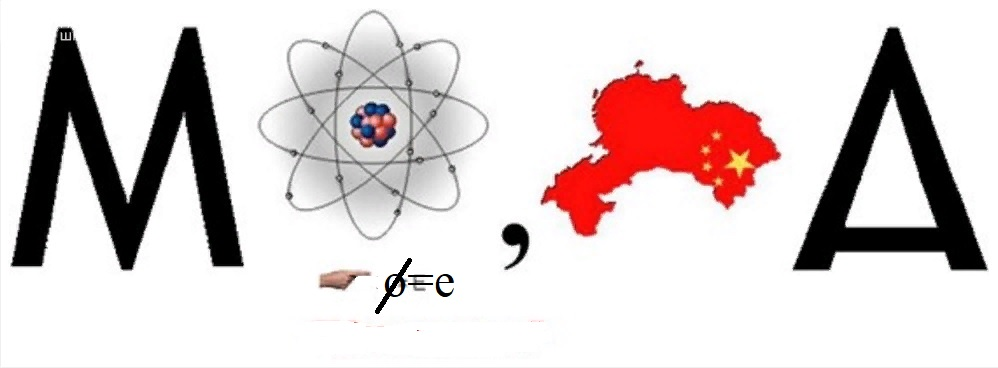 М , А
о=е